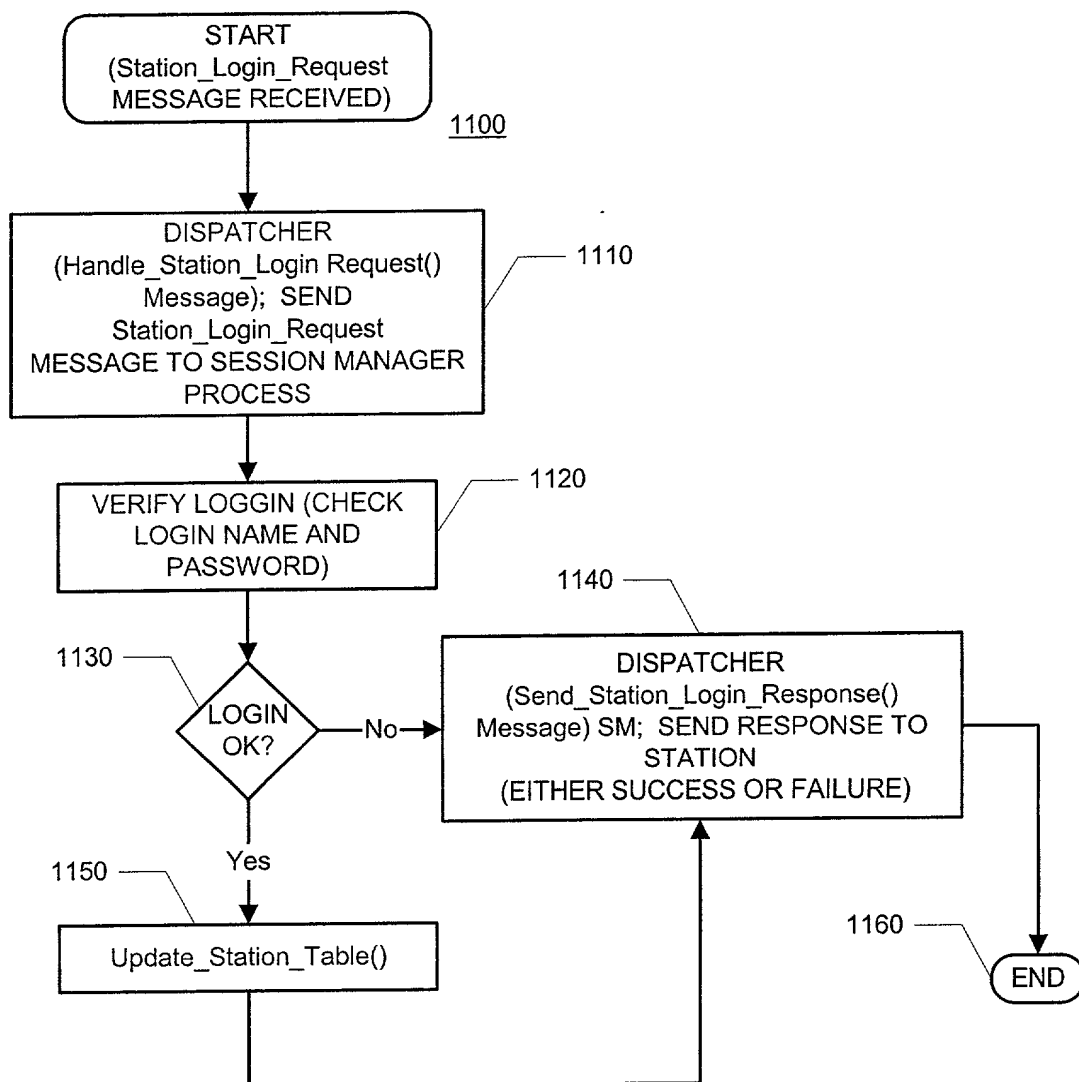 START
(Station_Login_Request
MESSAGE RECEIVED)
1100
DISPATCHER
(Handle_Station_Login Request()
Message);  SEND
Station_Login_Request
MESSAGE TO SESSION MANAGER
PROCESS
1110
VERIFY LOGGIN (CHECK
LOGIN NAME AND
PASSWORD)
1120
1130
LOGIN
OK?
No
1140
DISPATCHER
(Send_Station_Login_Response()
Message) SM;  SEND RESPONSE TO
STATION
(EITHER SUCCESS OR FAILURE)
Yes
1150
Update_Station_Table()
1160
END